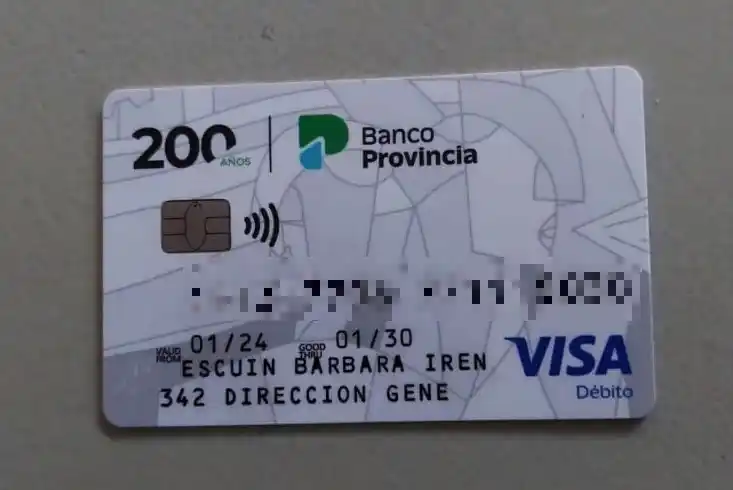 200 AÑOS
Banco
Provincia
VALID FROM 01/24 GOOD THRU 01/30
ESCUIN BARBARA IREN
342 DIRECCION GENE
VISA
Débito